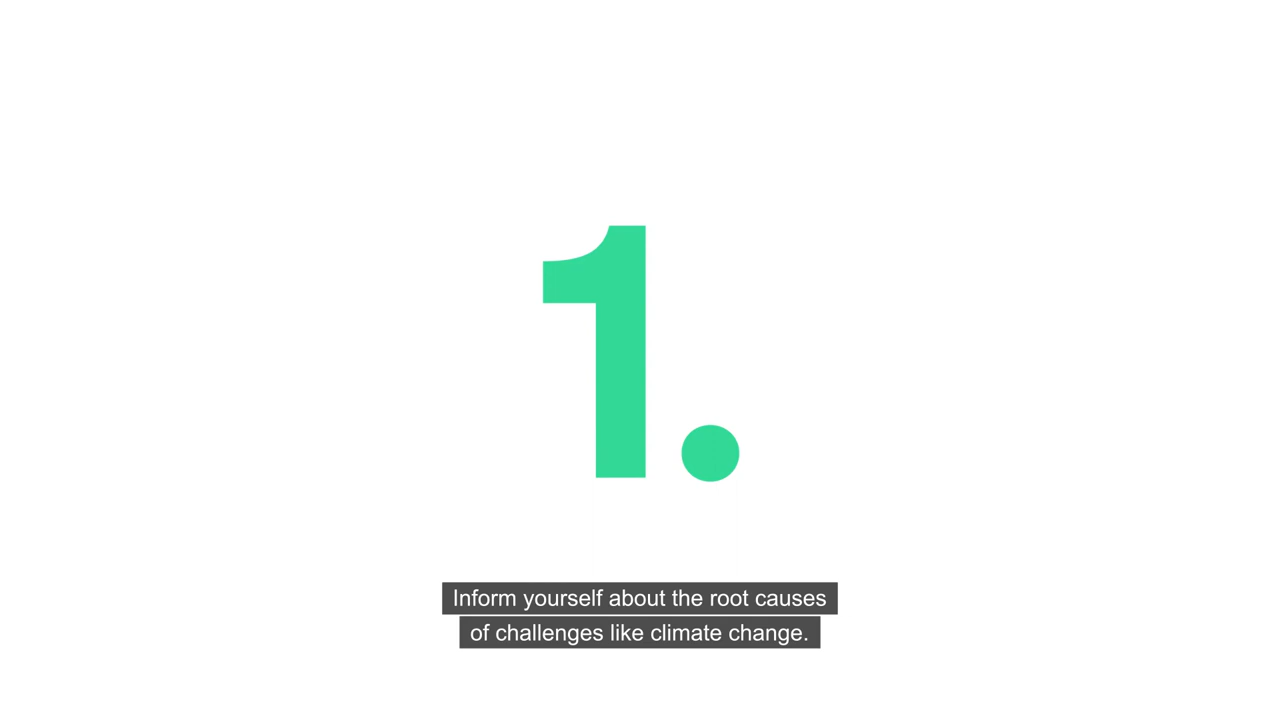 1.
Inform yourself about the root causes
of challenges like climate change.